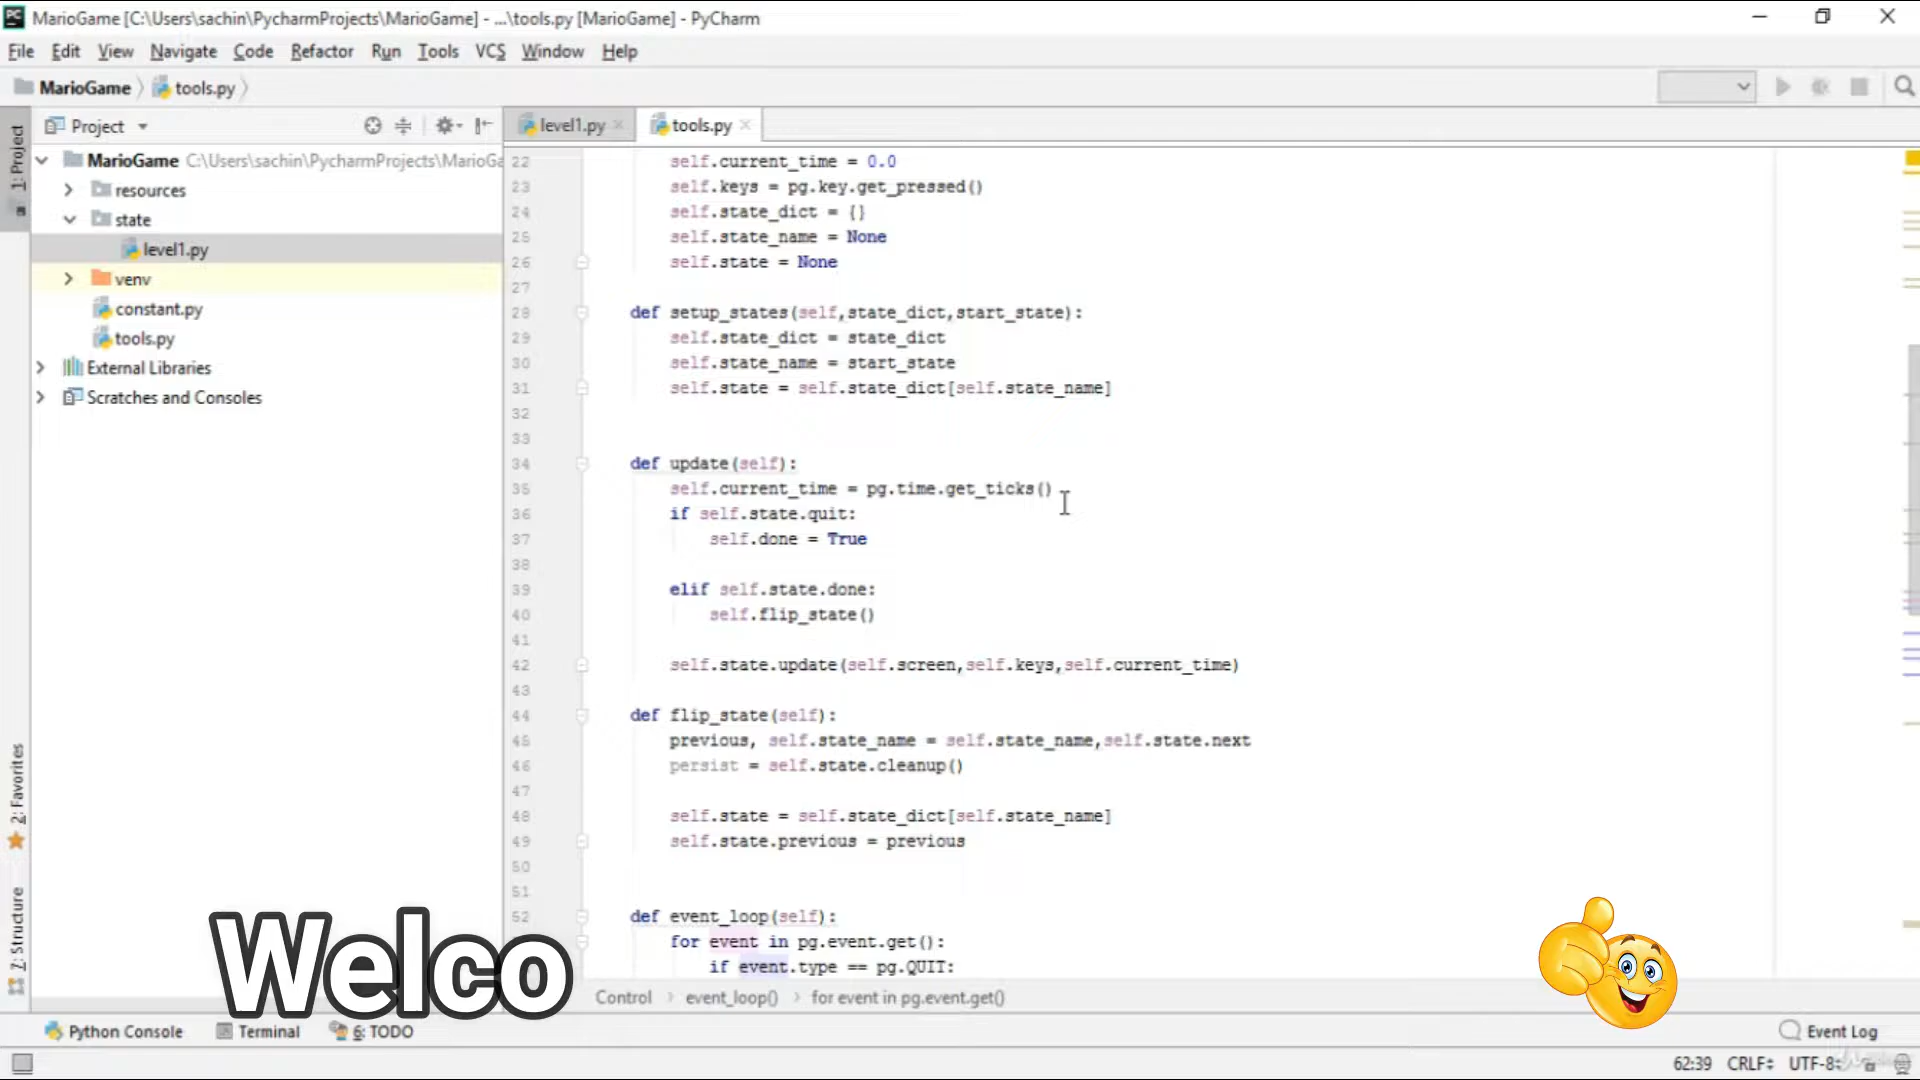 MarioGame [C:\Users\sachin\PycharmProjects\MarioGame] - ...\tools.py [MarioGame] - PyCharm
File Edit View Navigate Code Refactor Run Tools VCS Window Help
MarioGame tools.py
1: Project
Project
level1.py
tools.py
MarioGame C:\Users\sachin\PycharmProjects\MarioGa
resources
state
level1.py
venv
constant.py
tools.py
External Libraries
Scratches and Consoles
2: Favorites
7: Structure
22 self.current_time = 0.0
23 self.keys = pg.key.get_pressed()
24 self.state_dict = {}
25 self.state_name = None
26 self.state = None
27
28 def setup_states(self,state_dict,start_state):
29 self.state_dict = state_dict
30 self.state_name = start_state
31 self.state = self.state_dict[self.state_name]
32
33
34 def update(self):
35 self.current_time = pg.time.get_ticks()
36 if self.state.quit:
37 self.done = True
38
39 elif self.state.done:
40 self.flip_state()
41
42 self.state.update(self.screen,self.keys,self.current_time)
43
44 def flip_state(self):
45 previous, self.state_name = self.state_name,self.state.next
46 persist = self.state.cleanup()
47
48 self.state = self.state_dict[self.state_name]
49 self.state.previous = previous
50
51
52 def event_loop(self):
for event in pg.event.get():
if event.type == pg.QUIT:
Welco
Control event_loop() for event in pg.event.get()
Python Console Terminal 6: TODO Event Log
62:39 CRLF UTF-8